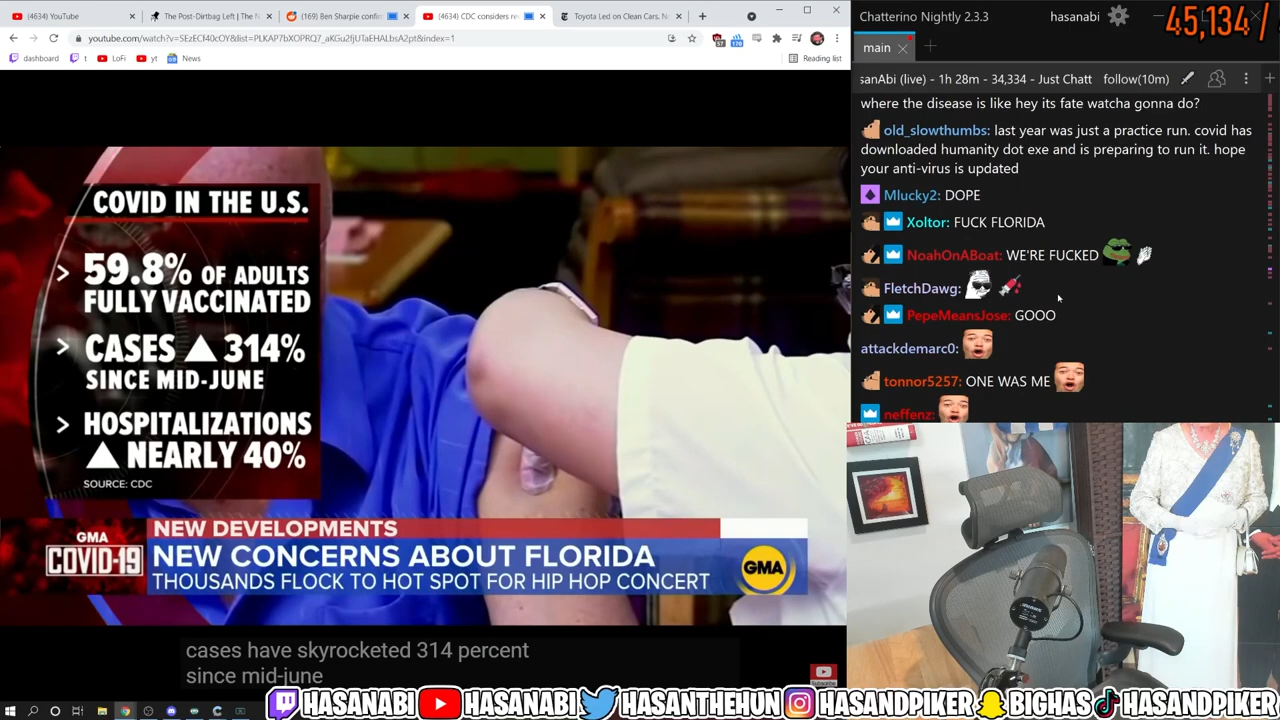 (4634) YouTube
The Post-Dirtbag Left | The N
(169) Ben Sharpie confin
(4634) CDC considers rev
Toyota Led on Clean Cars. N
youtube.com/watch?v=SEzECf40cOY&list=PLKAP7bXOPRQ7_aKGu2fjUTaEHALbsA2pt&index=1
dashboard
t
LoFi
yt
News
Reading list
COVID IN THE U.S.
> 59.8% OF ADULTS
FULLY VACCINATED
> CASES ▲ 314%
SINCE MID-JUNE
> HOSPITALIZATIONS
▲ NEARLY 40%
SOURCE: CDC
NEW DEVELOPMENTS
GMA
COVID-19
NEW CONCERNS ABOUT FLORIDA
THOUSANDS FLOCK TO HOT SPOT FOR HIP HOP CONCERT
GMA
cases have skyrocketed 314 percent
since mid-june
Subscribe
Chatterino Nightly 2.3.3
hasanabi
45,134 /
main
sanAbi (live) - 1h 28m - 34,334 - Just Chatt
follow(10m)
where the disease is like hey its fate watcha gonna do?
old_slowthumbs: last year was just a practice run. covid has
downloaded humanity dot exe and is preparing to run it. hope
your anti-virus is updated
Mlucky2: DOPE
Xoltor: FUCK FLORIDA
NoahOnABoat: WE'RE FUCKED
FletchDawg:
PepeMeansJose: GOOO
attackdemarc0:
tonnor5257: ONE WAS ME
neffenz:
HASANABI
HASANABI
HASANTHEHUN
HASANDPIKER
BIGHAS
HASANDPIKER